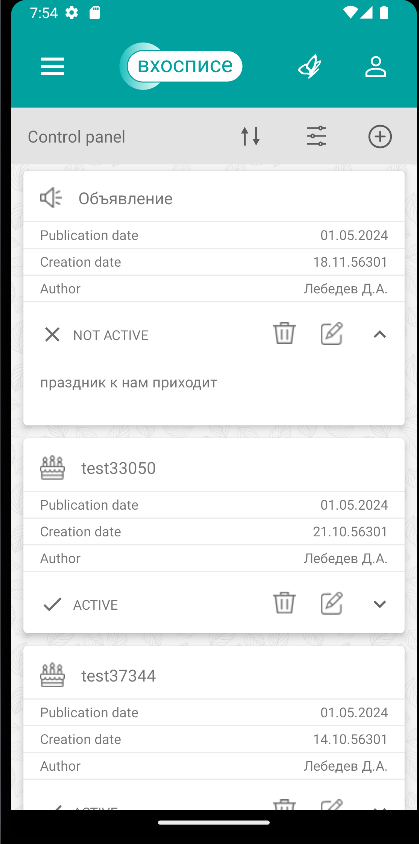 7:54
вхосписе
Control panel
Объявление
Publication date 01.05.2024
Creation date 18.11.56301
Author Лебедев Д.А.
NOT ACTIVE
праздник к нам приходит
test33050
Publication date 01.05.2024
Creation date 21.10.56301
Author Лебедев Д.А.
ACTIVE
test37344
Publication date 01.05.2024
Creation date 14.10.56301
Author Лебедев Д.А.
ACTIVE